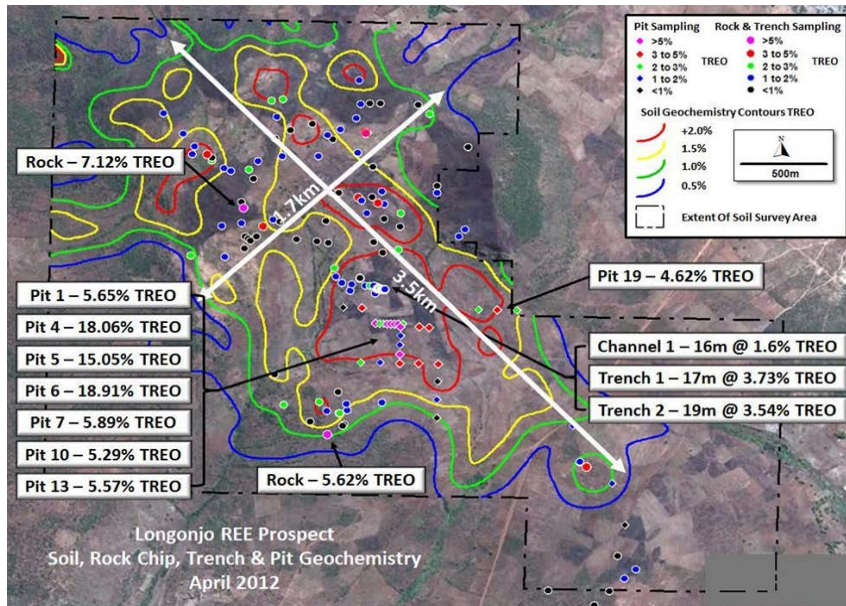 Pit Sampling
Rock & Trench Sampling
>5%
3 to 5%
2 to 3%
1 to 2%
<1%
TREO
>5%
3 to 5%
2 to 3%
1 to 2%
<1%
TREO
Soil Geochemistry Contours TREO
+2.0%
1.5%
1.0%
0.5%
N
500m
Extent Of Soil Survey Area
Rock – 7.12% TREO
1.7km
3.5km
Pit 19 – 4.62% TREO
Pit 1 – 5.65% TREO
Pit 4 – 18.06% TREO
Pit 5 – 15.05% TREO
Pit 6 – 18.91% TREO
Pit 7 – 5.89% TREO
Pit 10 – 5.29% TREO
Pit 13 – 5.57% TREO
Channel 1 – 16m @ 1.6% TREO
Trench 1 – 17m @ 3.73% TREO
Trench 2 – 19m @ 3.54% TREO
Rock – 5.62% TREO
Longonjo REE Prospect
Soil, Rock Chip, Trench & Pit Geochemistry
April 2012